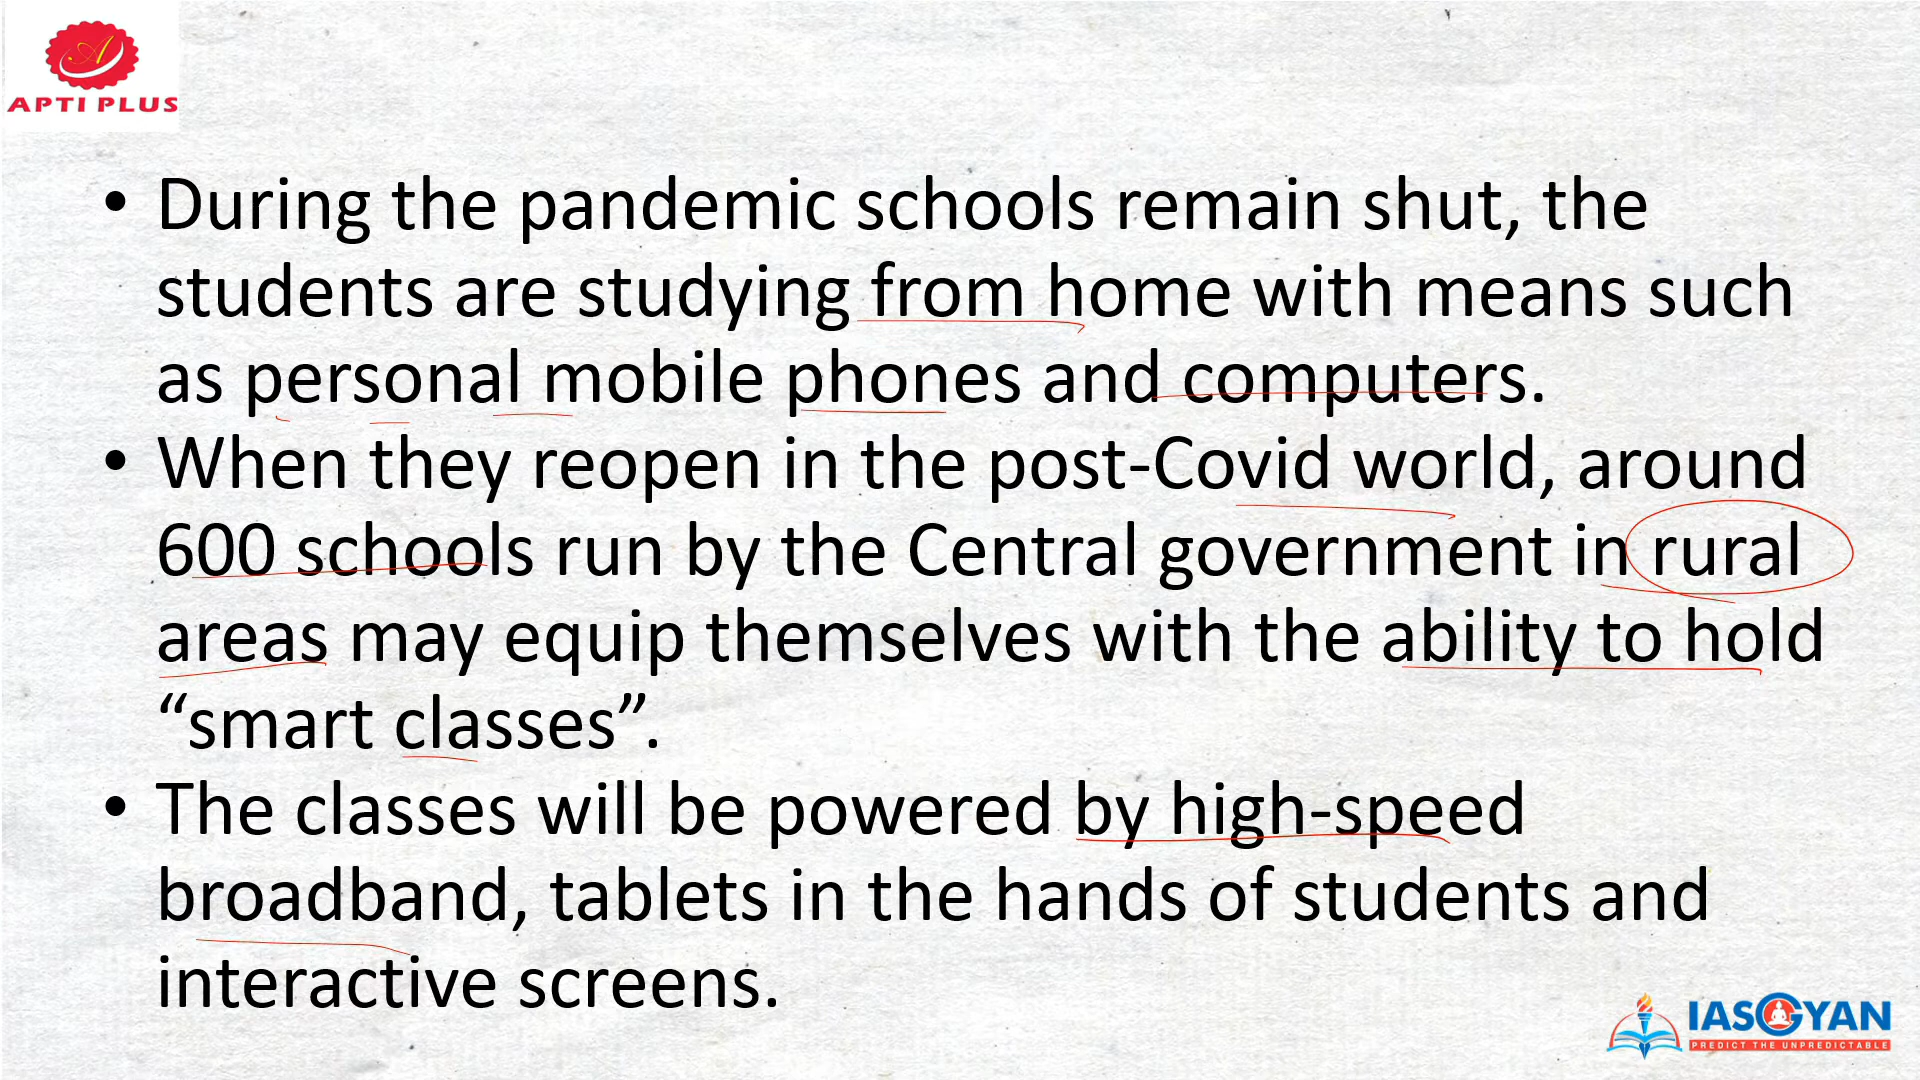 A
APTI PLUS
• During the pandemic schools remain shut, the
students are studying from home with means such
as personal mobile phones and computers.
• When they reopen in the post-Covid world, around
600 schools run by the Central government in rural
areas may equip themselves with the ability to hold
“smart classes”.
• The classes will be powered by high-speed
broadband, tablets in the hands of students and
interactive screens.
IASGYAN
PREDICT THE UNPREDICTABLE